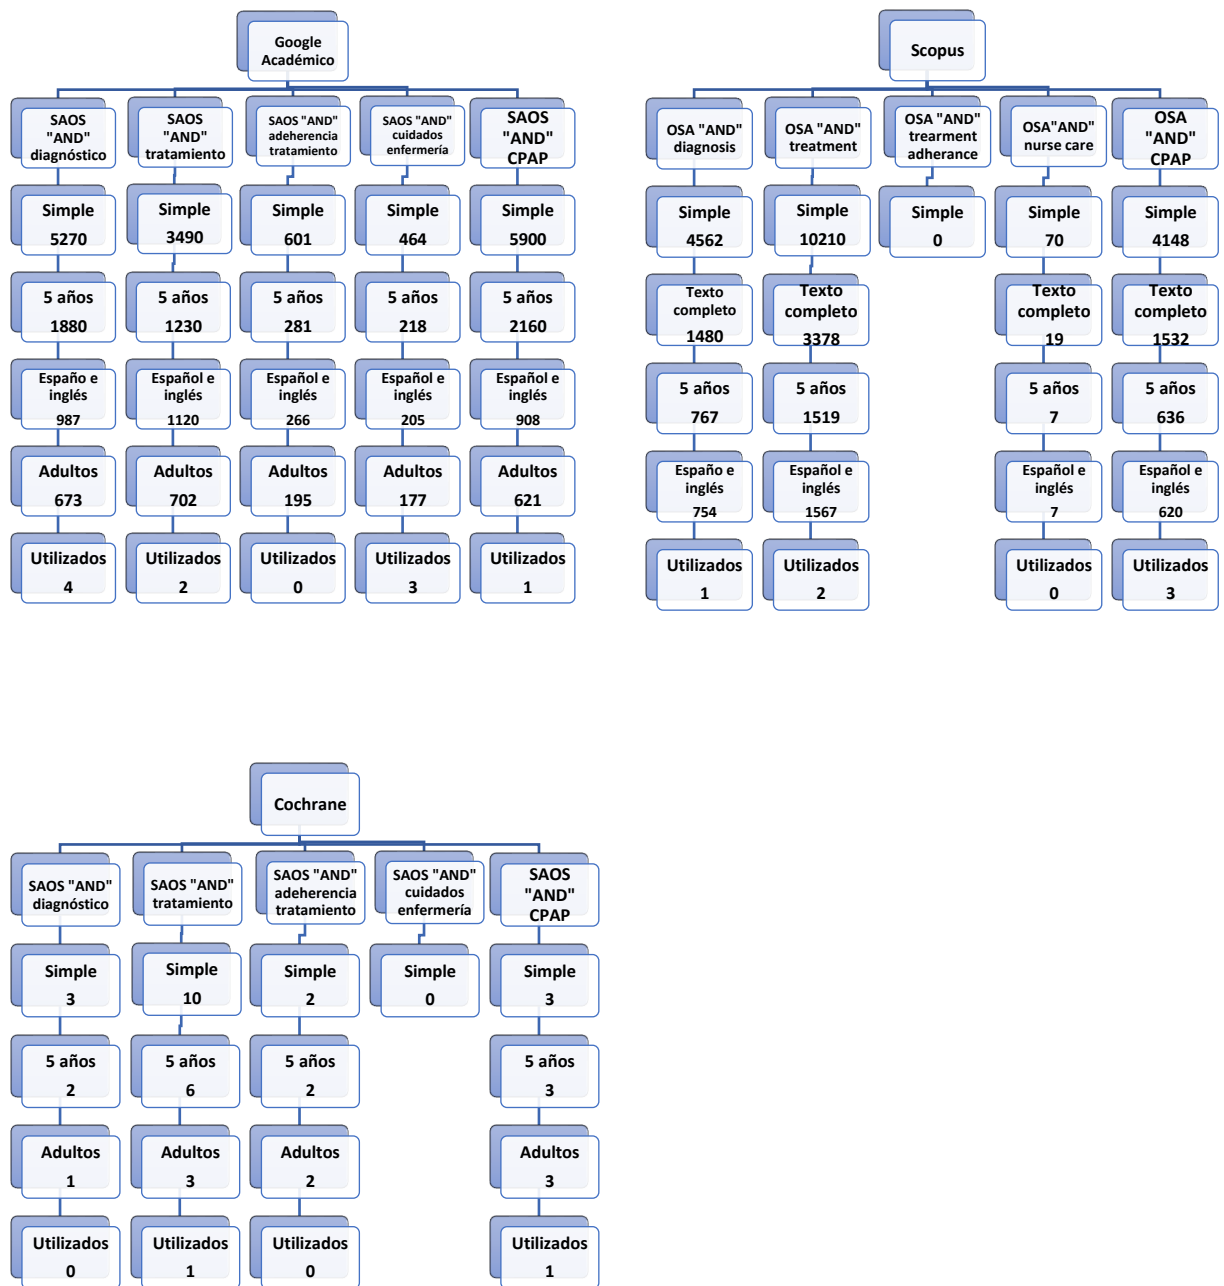 Google
Académico
SAOS
"AND"
diagnóstico
Simple
5270
5 años
1880
Españo e
inglés
987
Adultos
673
Utilizados
4
SAOS
"AND"
tratamiento
Simple
3490
5 años
1230
Español e
inglés
1120
Adultos
702
Utilizados
2
SAOS "AND"
adeherencia
tratamiento
Simple
601
5 años
281
Español e
inglés
266
Adultos
195
Utilizados
0
SAOS "AND"
cuidados
enfermería
Simple
464
5 años
218
Español e
inglés
205
Adultos
177
Utilizados
3
SAOS
"AND"
CPAP
Simple
5900
5 años
2160
Español e
inglés
908
Adultos
621
Utilizados
1
Scopus
OSA "AND"
diagnosis
Simple
4562
Texto
completo
1480
5 años
767
Españo e
inglés
754
Utilizados
1
OSA "AND"
treatment
Simple
10210
Texto
completo
3378
5 años
1519
Español e
inglés
1567
Utilizados
2
OSA "AND"
trearment
adherance
Simple
0
OSA"AND"
nurse care
Simple
70
Texto
completo
19
5 años
7
Español e
inglés
7
Utilizados
0
OSA
"AND"
CPAP
Simple
4148
Texto
completo
1532
5 años
636
Español e
inglés
620
Utilizados
3
Cochrane
SAOS "AND"
diagnóstico
Simple
3
5 años
2
Adultos
1
Utilizados
0
SAOS "AND"
tratamiento
Simple
10
5 años
6
Adultos
3
Utilizados
1
SAOS "AND"
adeherencia
tratamiento
Simple
2
5 años
2
Adultos
2
Utilizados
0
SAOS "AND"
cuidados
enfermería
Simple
0
SAOS
"AND"
CPAP
Simple
3
5 años
3
Adultos
3
Utilizados
1